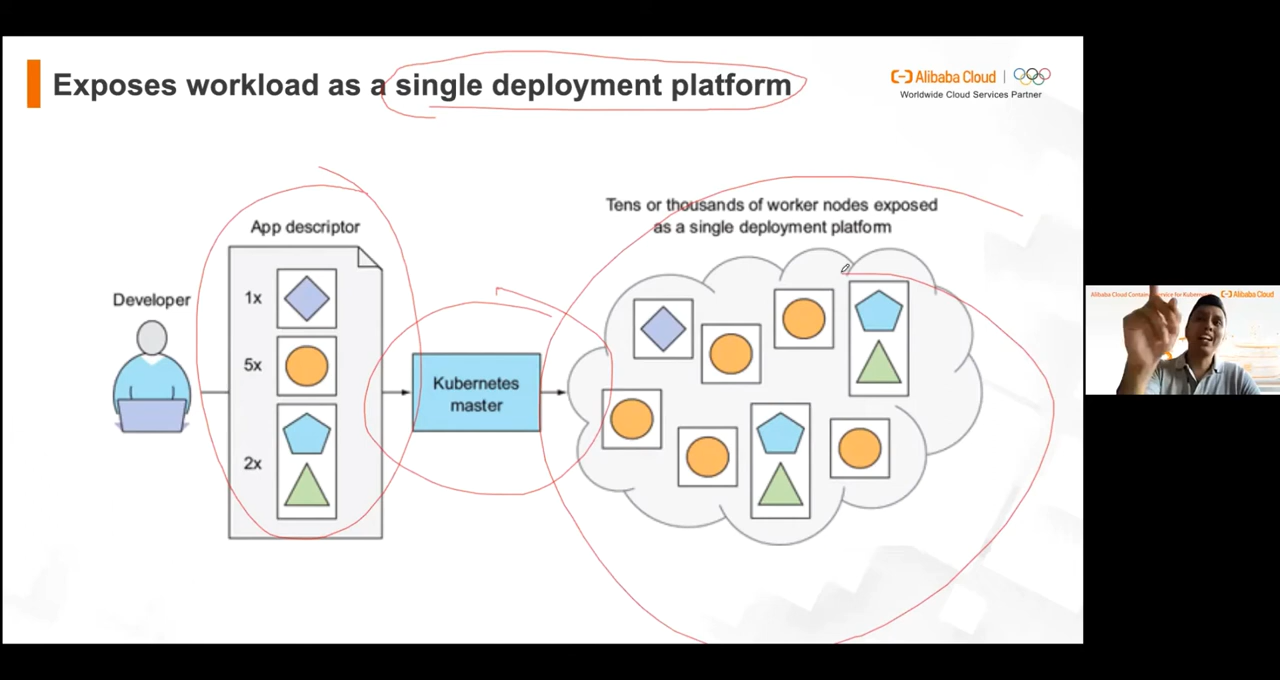 Exposes workload as a single deployment platform
Alibaba Cloud
Worldwide Cloud Services Partner
Tens or thousands of worker nodes exposed
as a single deployment platform
App descriptor
Developer
1x
5x
2x
Kubernetes
master
Alibaba Cloud